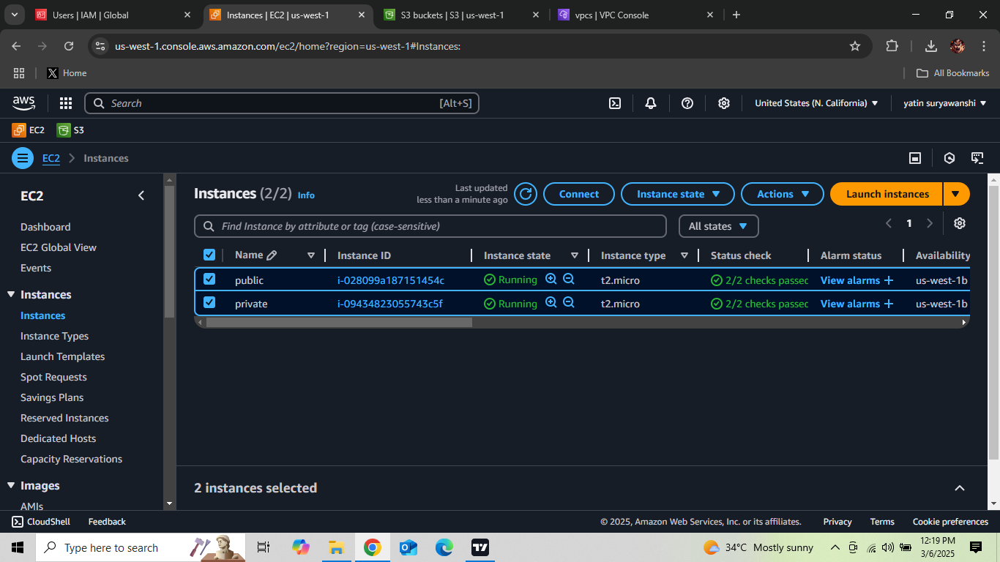 Users | IAM | Global
Instances | EC2 | us-west-1
S3 buckets | S3 | us-west-1
vpcs | VPC Console
us-west-1.console.aws.amazon.com/ec2/home?region=us-west-1#Instances:
Home
All Bookmarks
aws
Search
[Alt+S]
United States (N. California)
yatin suryawanshi
EC2
S3
EC2
Instances
EC2
Dashboard
EC2 Global View
Events
Instances
Instances
Instance Types
Launch Templates
Spot Requests
Savings Plans
Reserved Instances
Dedicated Hosts
Capacity Reservations
Images
AMIs
Instances (2/2) Info
Last updated
less than a minute ago
Connect
Instance state
Actions
Launch instances
Find Instance by attribute or tag (case-sensitive)
All states
1
Name Instance ID Instance state Instance type Status check Alarm status Availability
public i-028099a187151454c Running t2.micro 2/2 checks passec View alarms + us-west-1b
private i-09434823055743c5f Running t2.micro 2/2 checks passec View alarms + us-west-1b
2 instances selected
CloudShell
Feedback
© 2025, Amazon Web Services, Inc. or its affiliates.
Privacy
Terms
Cookie preferences
Type here to search
34°C Mostly sunny
12:19 PM
3/6/2025